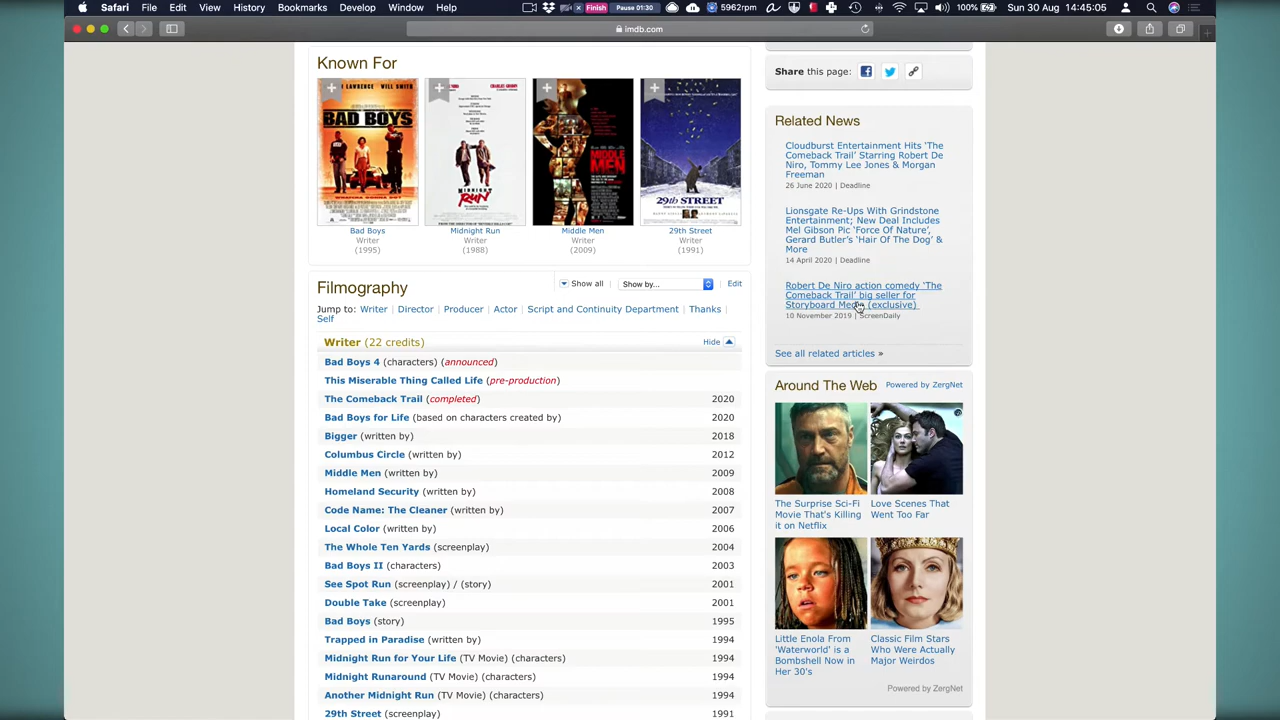 Safari File Edit View History Bookmarks Develop Window Help Finish Pause 01:30 5962pm 100% Sun 30 Aug 14:45:05
imdb.com
Known For
LAWRENCE WILL SMITH
BAD BOYS
MIDNIGHT
RUN
MIDDLE
MEN
29th STREET
Bad Boys
Writer
(1995)
Midnight Run
Writer
(1988)
Middle Men
Writer
(2009)
29th Street
Writer
(1991)
Filmography
Show all | Show by... | Edit
Jump to: Writer | Director | Producer | Actor | Script and Continuity Department | Thanks |
Self
Writer (22 credits) Hide
Bad Boys 4 (characters) (announced)
This Miserable Thing Called Life (pre-production)
The Comeback Trail (completed) 2020
Bad Boys for Life (based on characters created by) 2020
Bigger (written by) 2018
Columbus Circle (written by) 2012
Middle Men (written by) 2009
Homeland Security (written by) 2008
Code Name: The Cleaner (written by) 2007
Local Color (written by) 2006
The Whole Ten Yards (screenplay) 2004
Bad Boys II (characters) 2003
See Spot Run (screenplay) / (story) 2001
Double Take (screenplay) 2001
Bad Boys (story) 1995
Trapped in Paradise (written by) 1994
Midnight Run for Your Life (TV Movie) (characters) 1994
Midnight Runaround (TV Movie) (characters) 1994
Another Midnight Run (TV Movie) (characters) 1994
29th Street (screenplay) 1991
Share this page:
Related News
Cloudburst Entertainment Hits ‘The
Comeback Trail’ Starring Robert De
Niro, Tommy Lee Jones & Morgan
Freeman
26 June 2020 | Deadline
Lionsgate Re-Ups With Grindstone
Entertainment; New Deal Includes
Mel Gibson Pic ‘Force Of Nature’,
Gerard Butler’s ‘Hair Of The Dog’ &
More
14 April 2020 | Deadline
Robert De Niro action comedy ‘The
Comeback Trail’ big seller for
Storyboard Media (exclusive)
10 November 2019 | ScreenDaily
See all related articles »
Around The Web Powered by ZergNet
The Surprise Sci-Fi
Movie That's Killing
it on Netflix
Love Scenes That
Went Too Far
Little Enola From
'Waterworld' is a
Bombshell Now in
Her 30's
Classic Film Stars
Who Were Actually
Major Weirdos
Powered by ZergNet